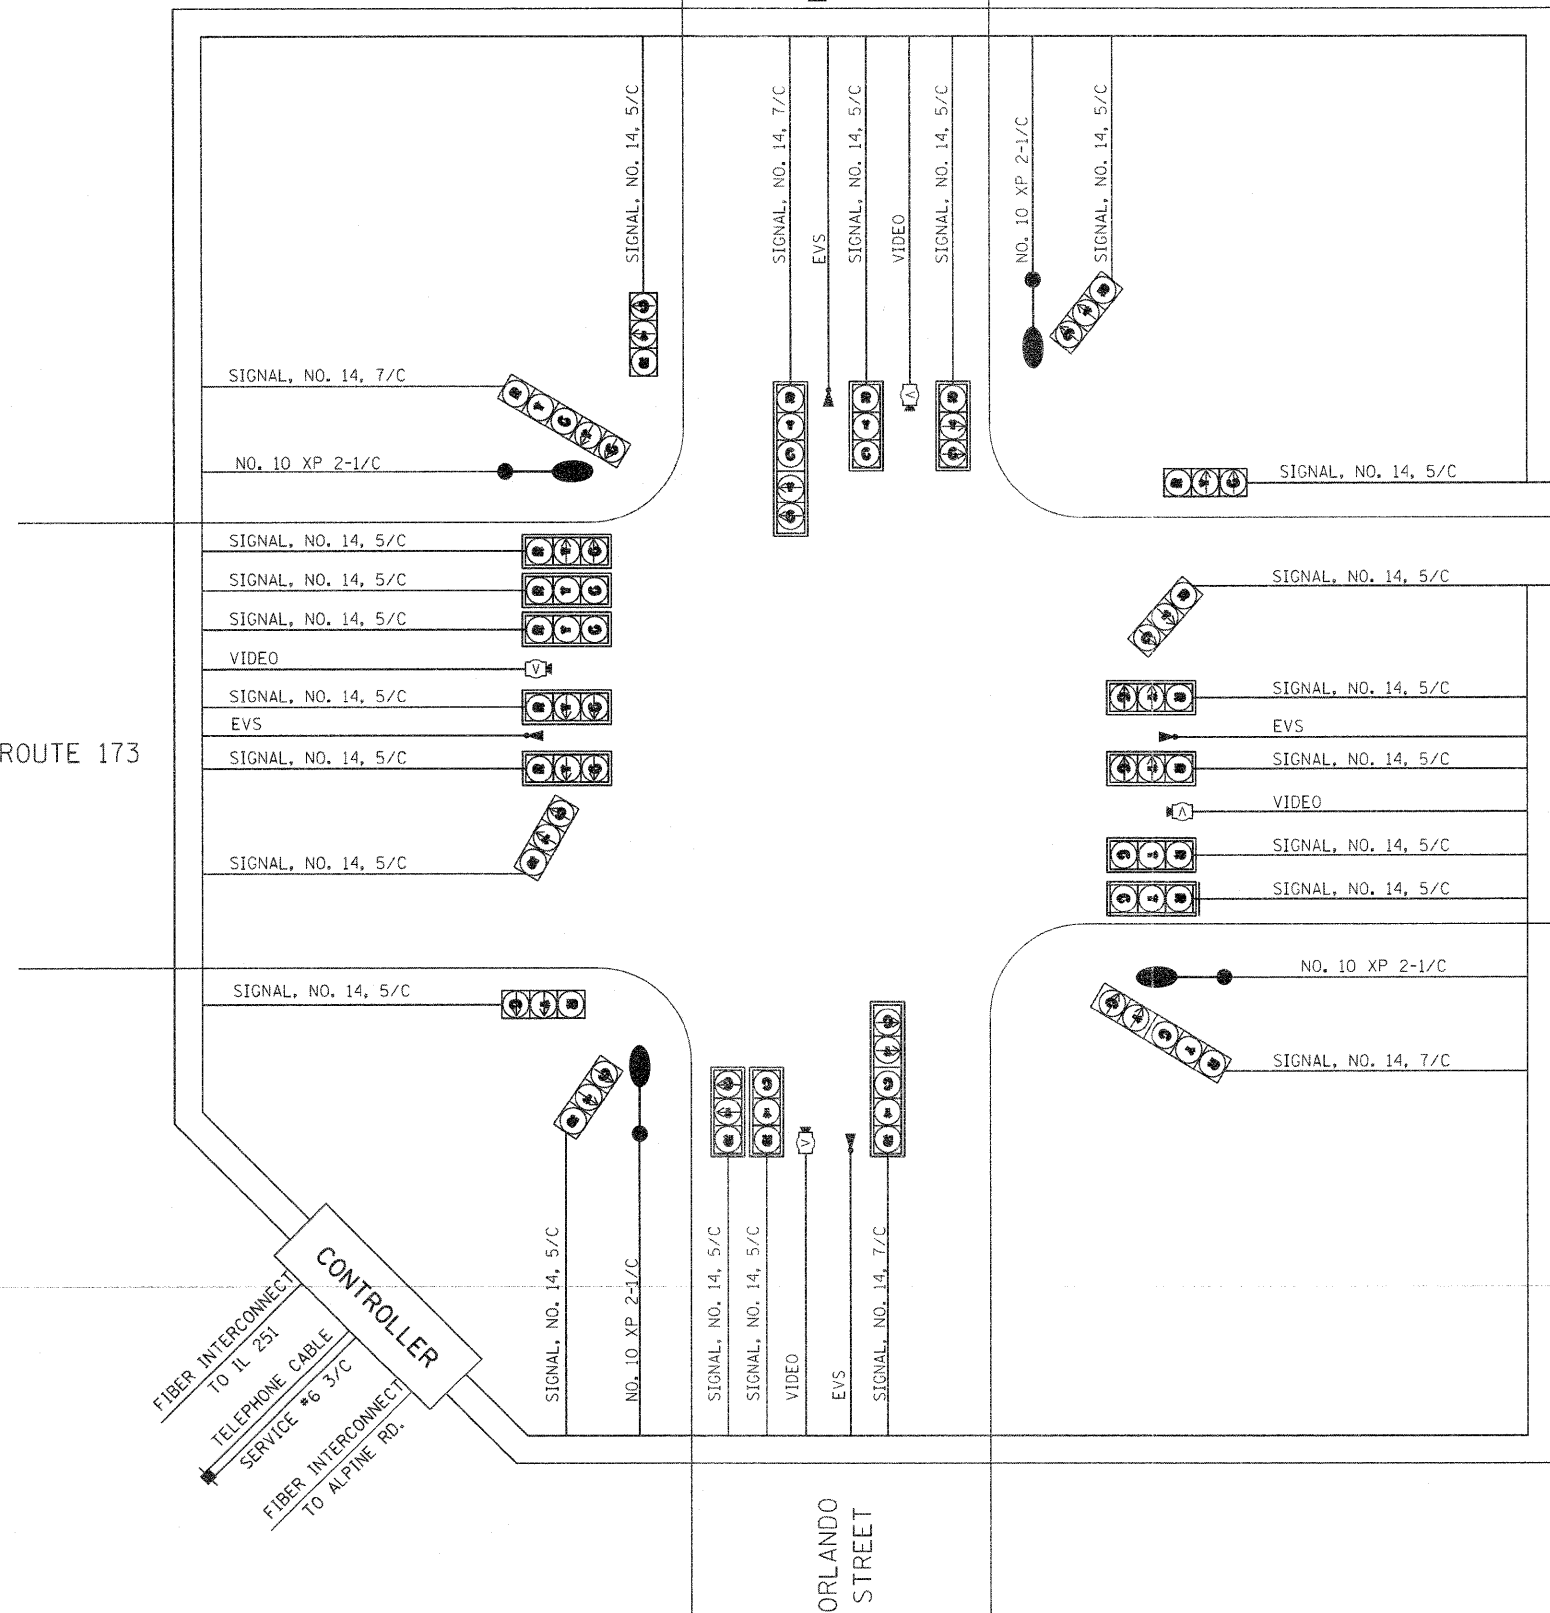 SIGNAL, NO. 14, 5/C
SIGNAL, NO. 14, 7/C
EVS
SIGNAL, NO. 14, 5/C
VIDEO
SIGNAL, NO. 14, 5/C
NO. 10 XP 2-1/C
SIGNAL, NO. 14, 5/C
SIGNAL, NO. 14, 7/C
NO. 10 XP 2-1/C
SIGNAL, NO. 14, 5/C
SIGNAL, NO. 14, 5/C
SIGNAL, NO. 14, 5/C
VIDEO
SIGNAL, NO. 14, 5/C
EVS
SIGNAL, NO. 14, 5/C
ROUTE 173
SIGNAL, NO. 14, 5/C
SIGNAL, NO. 14, 5/C
SIGNAL, NO. 14, 5/C
SIGNAL, NO. 14, 5/C
SIGNAL, NO. 14, 5/C
EVS
SIGNAL, NO. 14, 5/C
VIDEO
SIGNAL, NO. 14, 5/C
SIGNAL, NO. 14, 5/C
NO. 10 XP 2-1/C
SIGNAL, NO. 14, 7/C
SIGNAL, NO. 14, 5/C
NO. 10 XP 2-1/C
SIGNAL, NO. 14, 5/C
SIGNAL, NO. 14, 5/C
VIDEO
EVS
SIGNAL, NO. 14, 7/C
CONTROLLER
FIBER INTERCONNECT
TO IL 251
TELEPHONE CABLE
SERVICE #6 3/C
FIBER INTERCONNECT
TO ALPINE RD.
ORLANDO
STREET